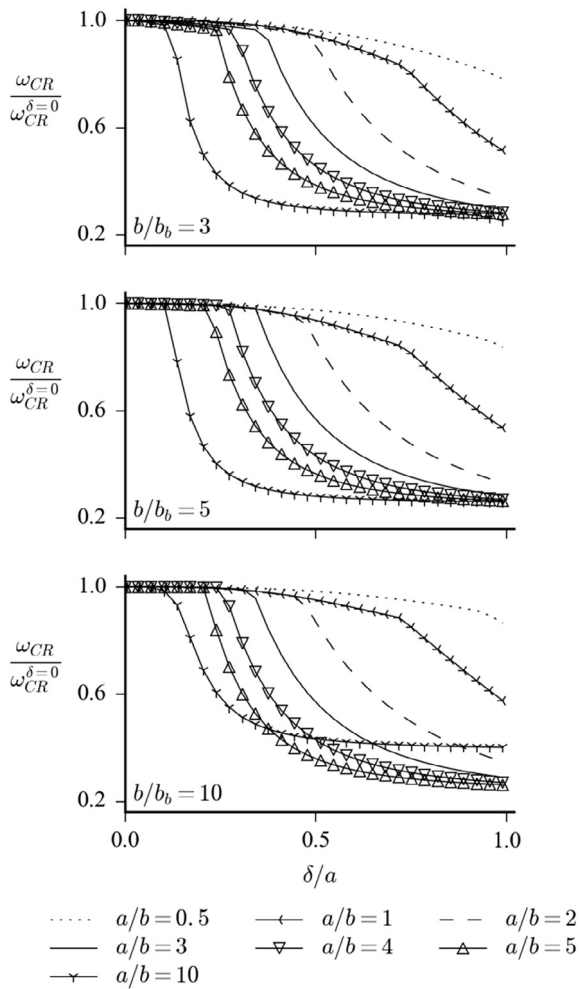 1.0
ω_CR / ω_CR^{δ=0}
0.6
0.2
b/b_b = 3
1.0
ω_CR / ω_CR^{δ=0}
0.6
0.2
b/b_b = 5
1.0
ω_CR / ω_CR^{δ=0}
0.6
0.2
b/b_b = 10
0.0 0.5 1.0
δ/a
a/b = 0.5 a/b = 1 a/b = 2
a/b = 3 a/b = 4 a/b = 5
a/b = 10